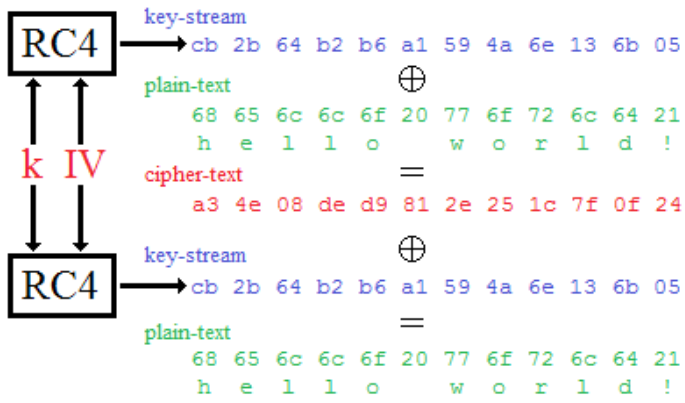 key-stream
RC4
cb 2b 64 b2 b6 a1 59 4a 6e 13 6b 05
⊕
plain-text
68 65 6c 6c 6f 20 77 6f 72 6c 64 21
h e l l o w o r l d !
k IV
cipher-text
=
a3 4e 08 de d9 81 2e 25 1c 7f 0f 24
⊕
key-stream
RC4
cb 2b 64 b2 b6 a1 59 4a 6e 13 6b 05
=
plain-text
68 65 6c 6c 6f 20 77 6f 72 6c 64 21
h e l l o w o r l d !